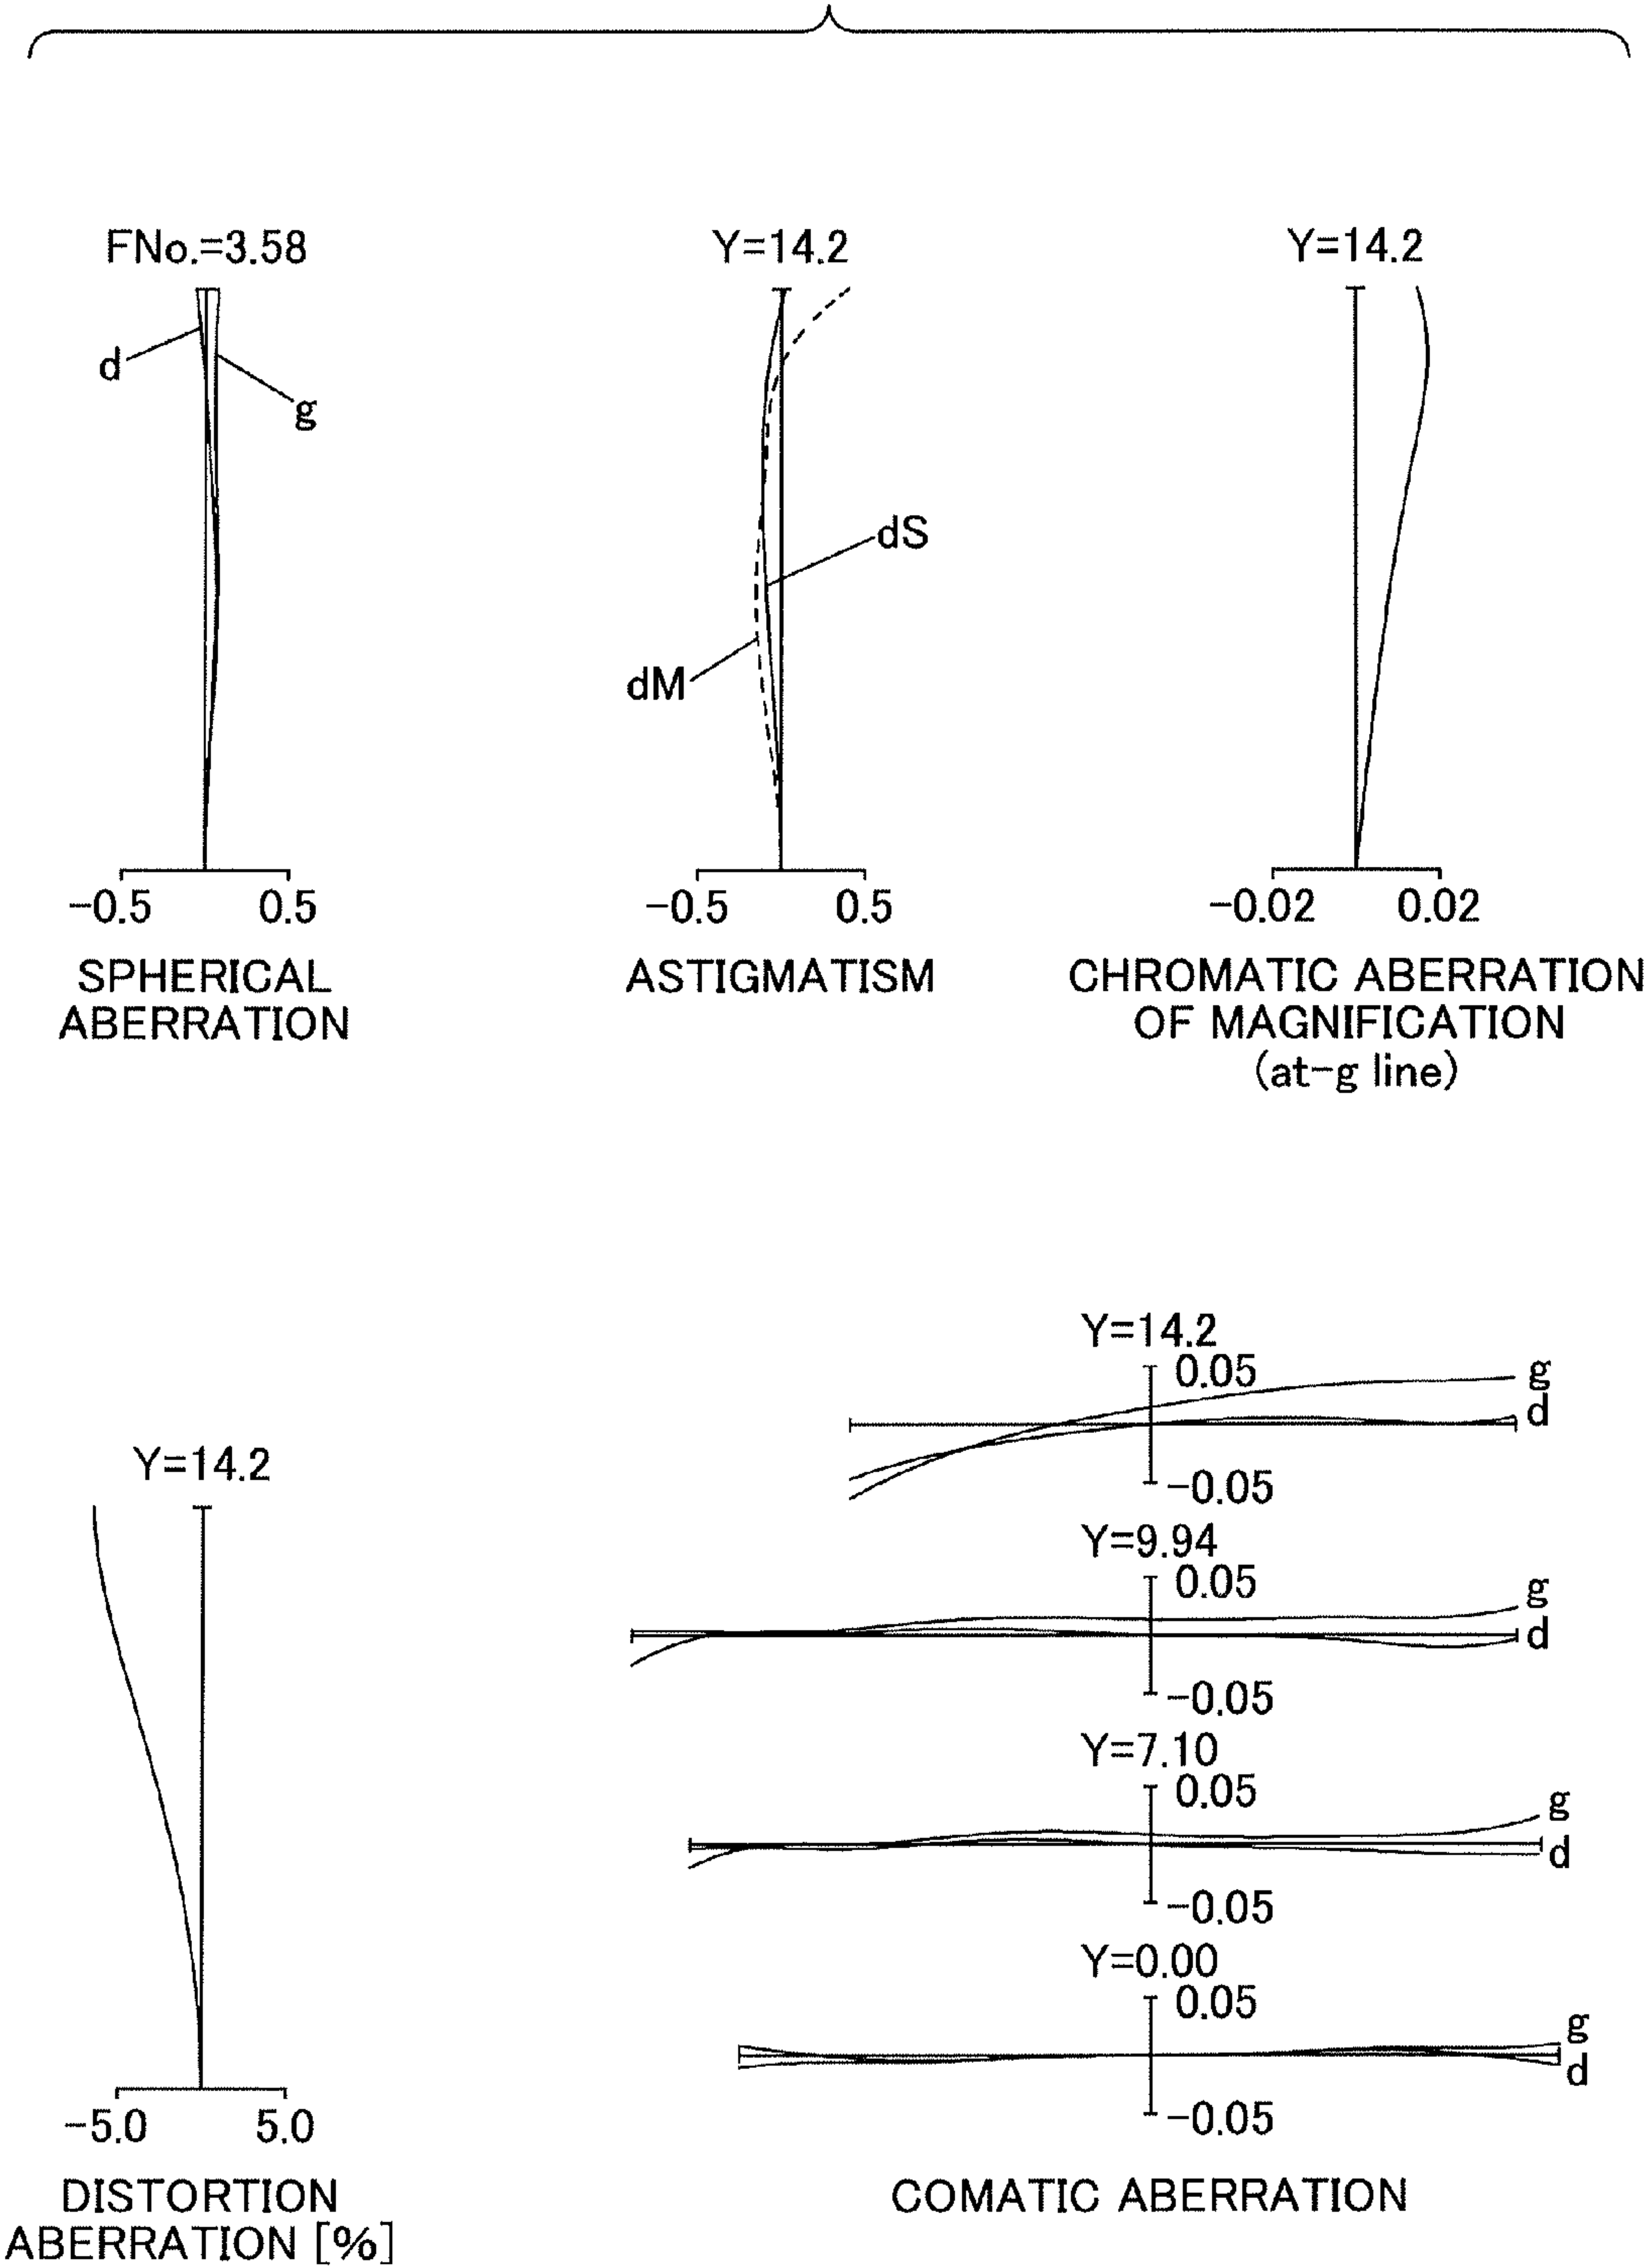 FNo.=3.58
d
g
-0.5
0.5
SPHERICAL
ABERRATION
Y=14.2
dS
dM
-0.5
0.5
ASTIGMATISM
Y=14.2
-0.02
0.02
CHROMATIC ABERRATION
OF MAGNIFICATION
(at-g line)
Y=14.2
-5.0
5.0
DISTORTION
ABERRATION [%]
Y=14.2
0.05
g
d
-0.05
Y=9.94
0.05
g
d
-0.05
Y=7.10
0.05
g
d
-0.05
Y=0.00
0.05
g
d
-0.05
COMATIC ABERRATION